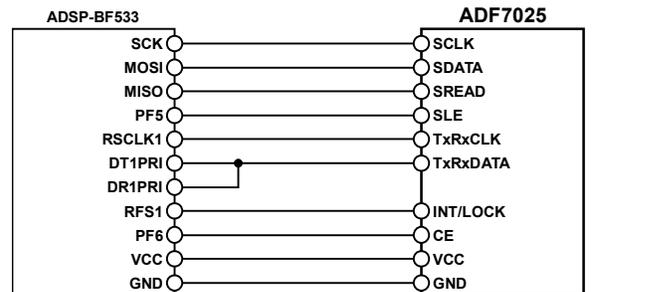 ADSP-BF533 ADF7025
SCK SCLK
MOSI SDATA
MISO SREAD
PF5 SLE
RSCLK1 TxRxCLK
DT1PRI TxRxDATA
DR1PRI
RFS1 INT/LOCK
PF6 CE
VCC VCC
GND GND